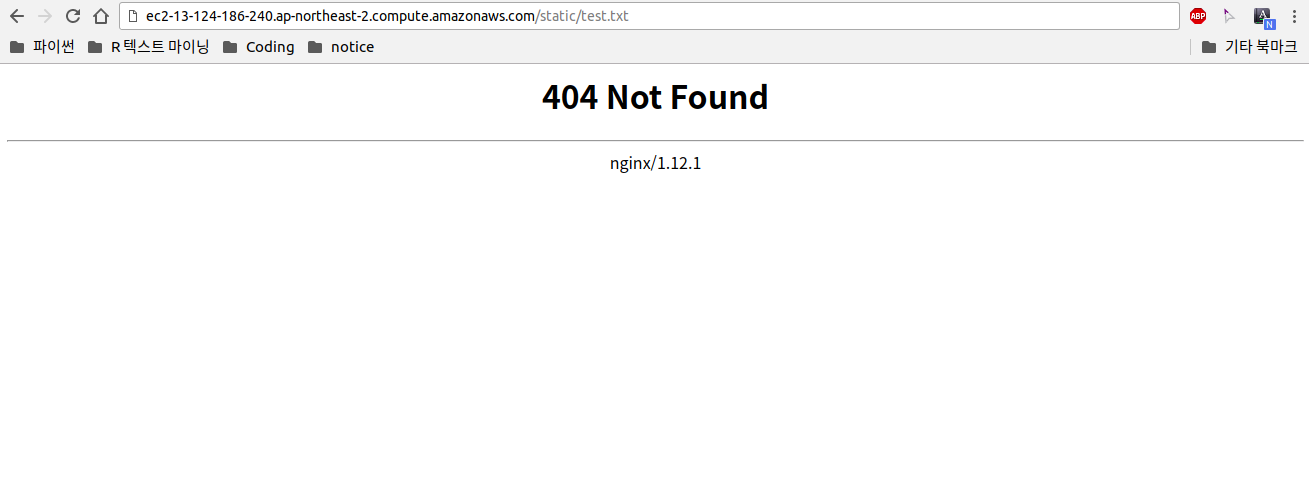 ec2-13-124-186-240.ap-northeast-2.compute.amazonaws.com/static/test.txt ABP A N
파이썬 R 텍스트 마이닝 Coding notice 기타 북마크
404 Not Found
nginx/1.12.1